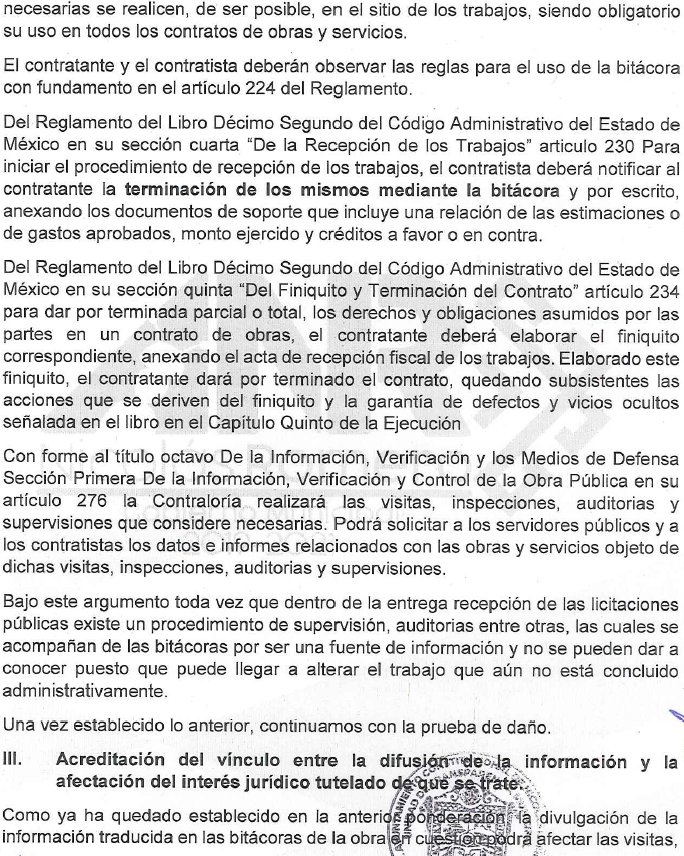 necesarias se realicen, de ser posible, en el sitio de los trabajos, siendo obligatorio
su uso en todos los contratos de obras y servicios.
El contratante y el contratista deberán observar las reglas para el uso de la bitácora
con fundamento en el artículo 224 del Reglamento.
Del Reglamento del Libro Décimo Segundo del Código Administrativo del Estado de
México en su sección cuarta "De la Recepción de los Trabajos" articulo 230 Para
iniciar el procedimiento de recepción de los trabajos, el contratista deberá notificar al
contratante la terminación de los mismos mediante la bitácora y por escrito,
anexando los documentos de soporte que incluye una relación de las estimaciones o
de gastos aprobados, monto ejercido y créditos a favor o en contra.
Del Reglamento del Libro Décimo Segundo del Código Administrativo del Estado de
México en su sección quinta "Del Finiquito y Terminación del Contrato" artículo 234
para dar por terminada parcial o total, los derechos y obligaciones asumidos por las
partes en un contrato de obras, el contratante deberá elaborar el finiquito
correspondiente, anexando el acta de recepción fiscal de los trabajos. Elaborado este
finiquito, el contratante dará por terminado el contrato, quedando subsistentes las
acciones que se deriven del finiquito y la garantía de defectos y vicios ocultos
señalada en el libro en el Capítulo Quinto de la Ejecución
Con forme al título octavo De la Información, Verificación y los Medios de Defensa
Sección Primera De la Información, Verificación y Control de la Obra Pública en su
artículo 276 la Contraloría realizará las visitas, inspecciones, auditorias y
supervisiones que considere necesarias. Podrá solicitar a los servidores públicos y a
los contratistas los datos e informes relacionados con las obras y servicios objeto de
dichas visitas, inspecciones, auditorias y supervisiones.
Bajo este argumento toda vez que dentro de la entrega recepción de las licitaciones
públicas existe un procedimiento de supervisión, auditorias entre otras, las cuales se
acompañan de las bitácoras por ser una fuente de información y no se pueden dar a
conocer puesto que puede llegar a alterar el trabajo que aún no está concluido
administrativamente.
Una vez establecido lo anterior, continuamos con la prueba de daño.
III. Acreditación del vínculo entre la difusión de la información y la
afectación del interés jurídico tutelado de que se trate.
Como ya ha quedado establecido en la anterior ponderación, la divulgación de la
información traducida en las bitácoras de la obra en cuestión podrá afectar las visitas,